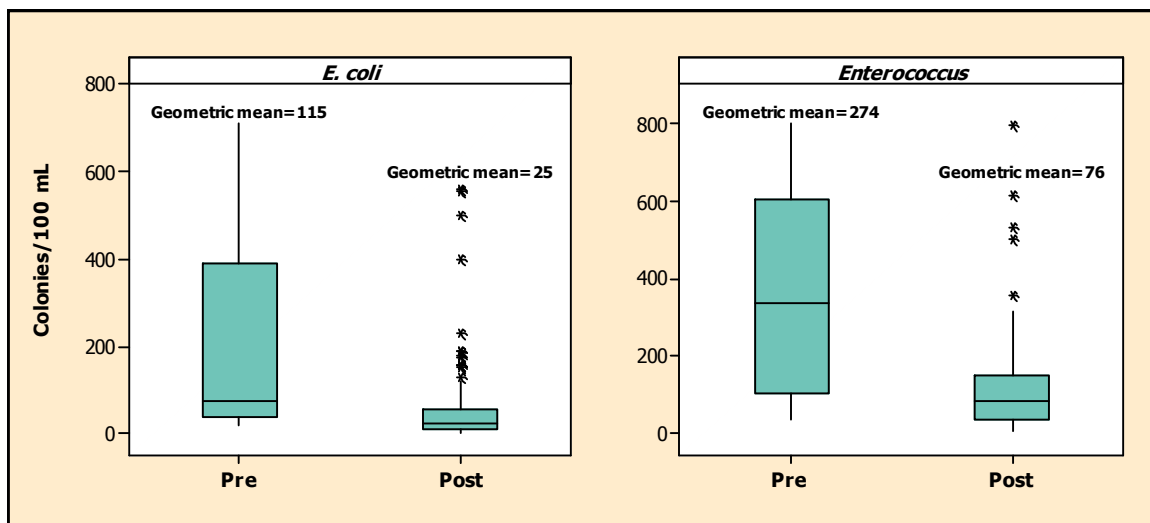 E. coli
Enterococcus
Colonies/100 mL
800
600
400
200
0
Geometric mean=115
Geometric mean=25
Pre
Post
800
600
400
200
0
Geometric mean=274
Geometric mean=76
Pre
Post